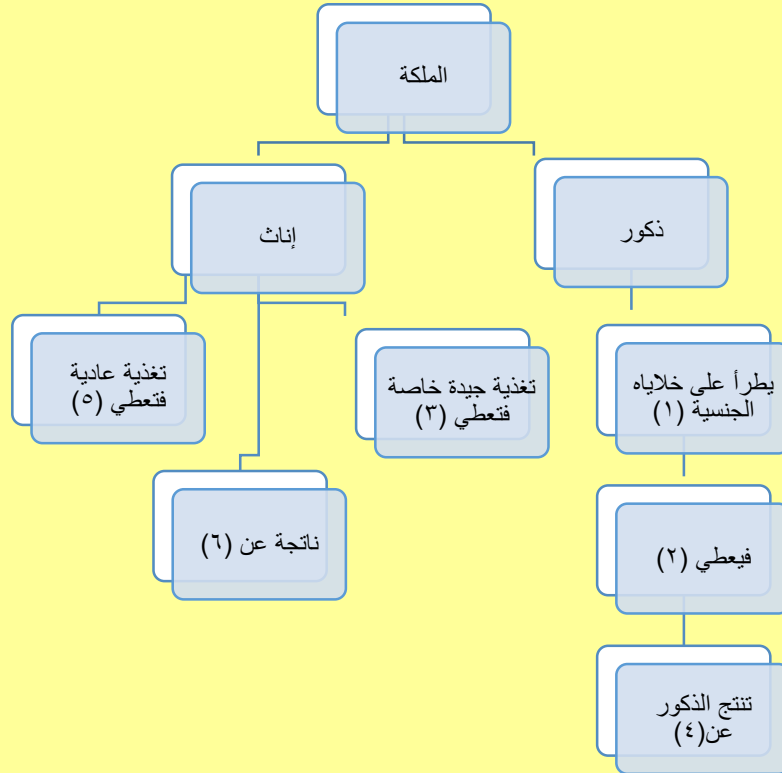 الملكة
ذكور
إناث
يطرأ على خلاياه
الجنسية (١)
تغذية جيدة خاصة
فتعطي (٣)
تغذية عادية
فتعطي (٥)
فيعطي (٢)
ناتجة عن (٦)
تنتج الذكور
عن(٤)